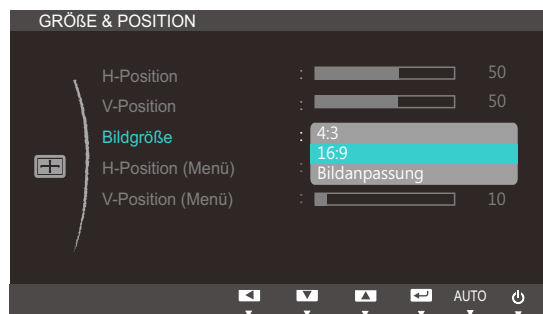 GRÖßE & POSITION
H-Position : 50
V-Position : 50
Bildgröße : 4:3
16:9
Bildanpassung
H-Position (Menü) :
V-Position (Menü) : 10
AUTO